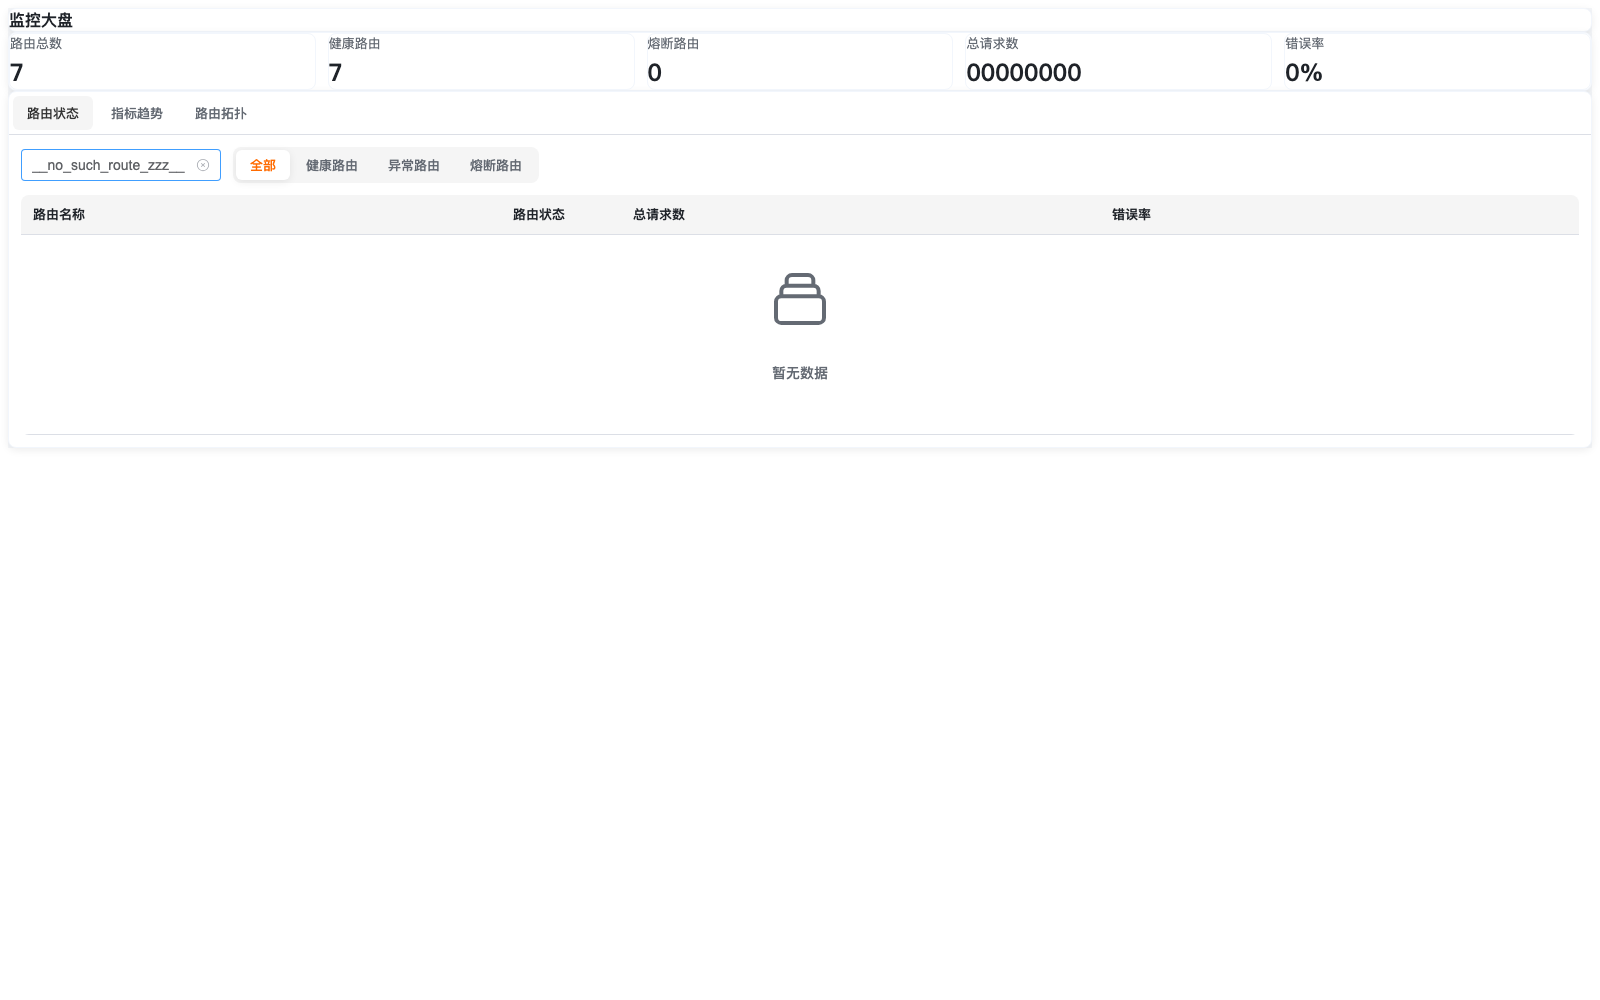 监控大盘
路由总数 健康路由 熔断路由 总请求数 错误率
7 7 0 00000000 0%
路由状态 指标趋势 路由拓扑
__no_such_route_zzz__ 全部 健康路由 异常路由 熔断路由
路由名称 路由状态 总请求数 错误率
暂无数据